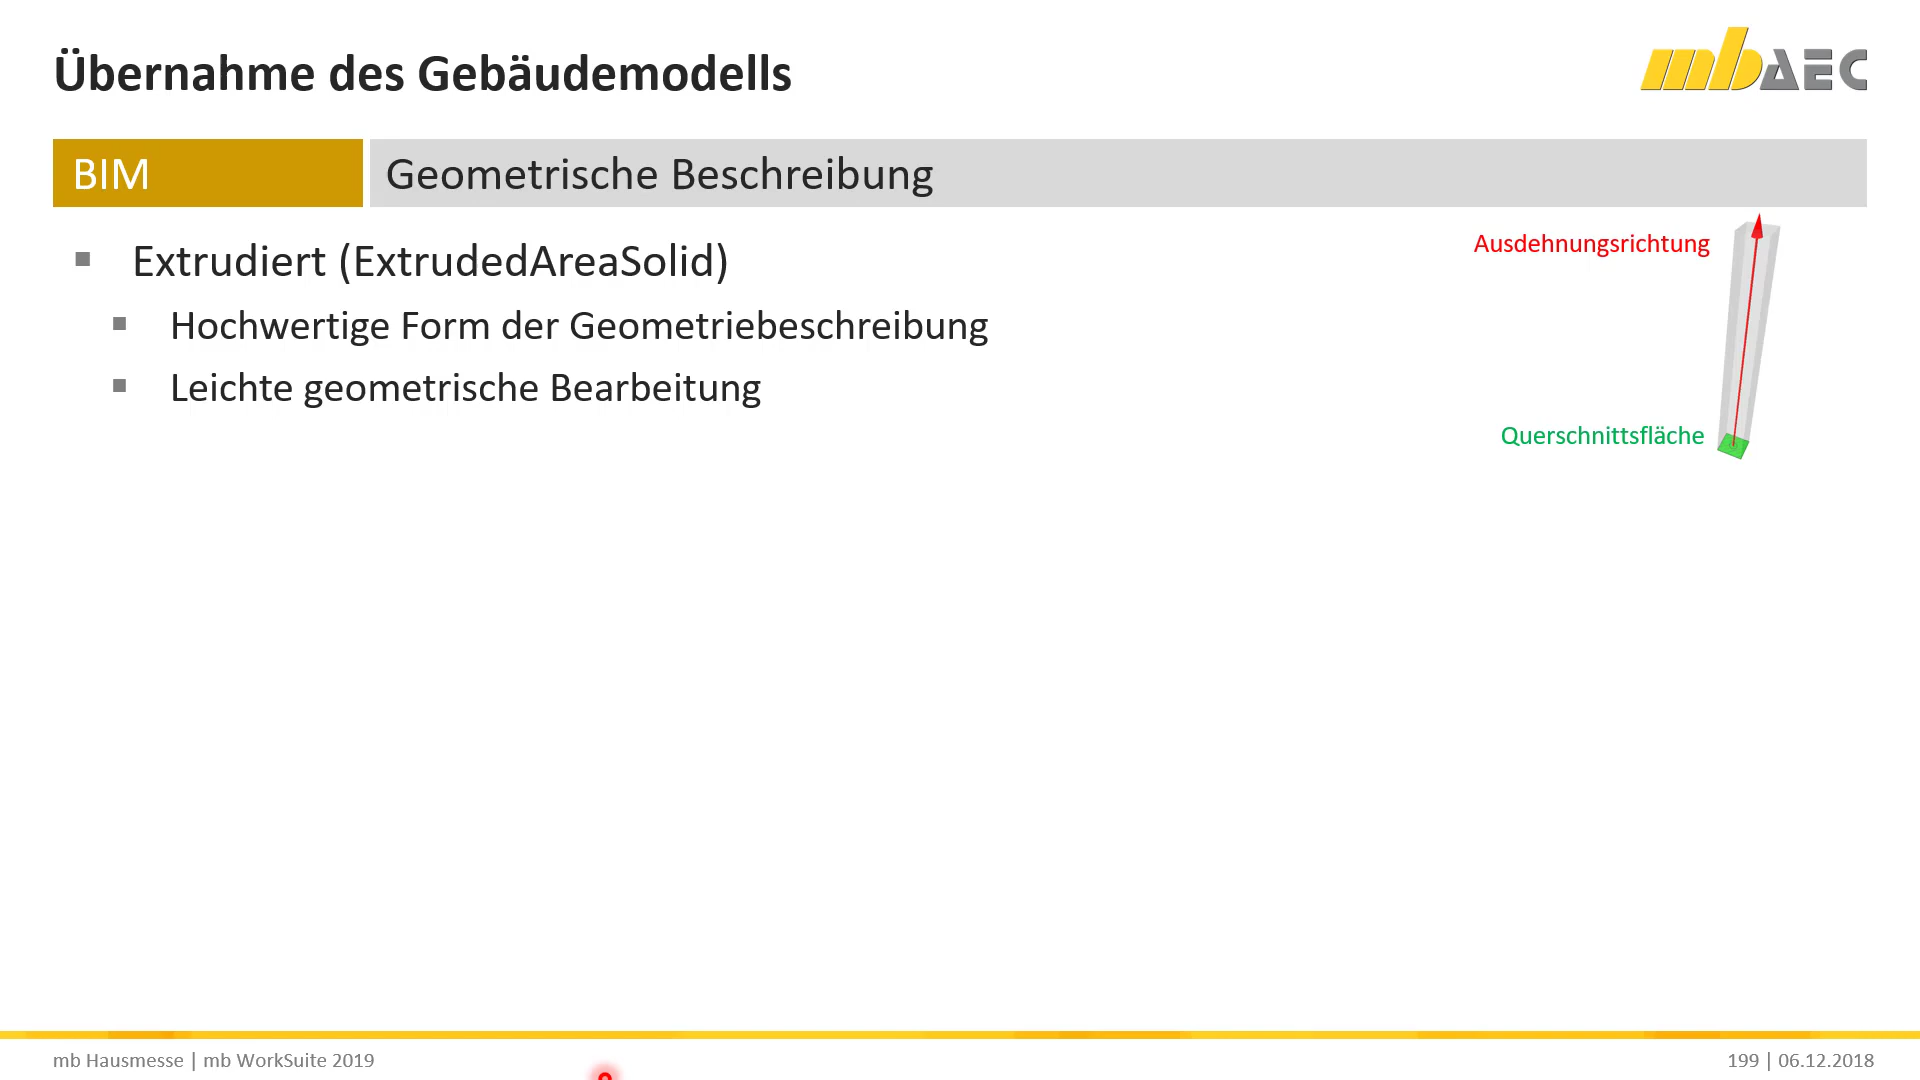 Übernahme des Gebäudemodells
mbAEC
BIM
Geometrische Beschreibung
Extrudiert (ExtrudedAreaSolid)
Hochwertige Form der Geometriebeschreibung
Leichte geometrische Bearbeitung
Ausdehnungsrichtung
Querschnittsfläche
mb Hausmesse | mb WorkSuite 2019
199 | 06.12.2018